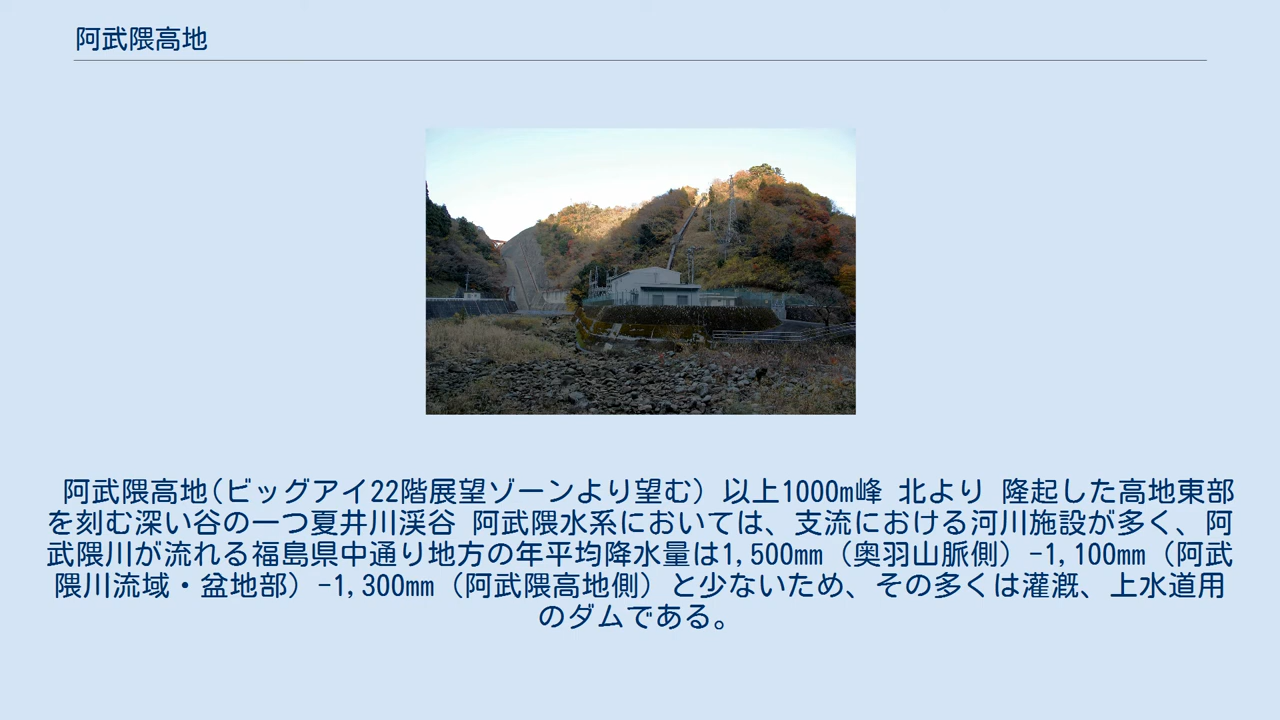 阿武隈高地
阿武隈高地(ビッグアイ22階展望ゾーンより望む) 以上1000m峰 北より 隆起した高地東部
を刻む深い谷の一つ夏井川渓谷 阿武隈水系においては、支流における河川施設が多く、阿
武隈川が流れる福島県中通り地方の年平均降水量は1,500㎜（奥羽山脈側）-1,100㎜（阿武
隈川流域・盆地部）-1,300㎜（阿武隈高地側）と少ないため、その多くは灌漑、上水道用
のダムである。